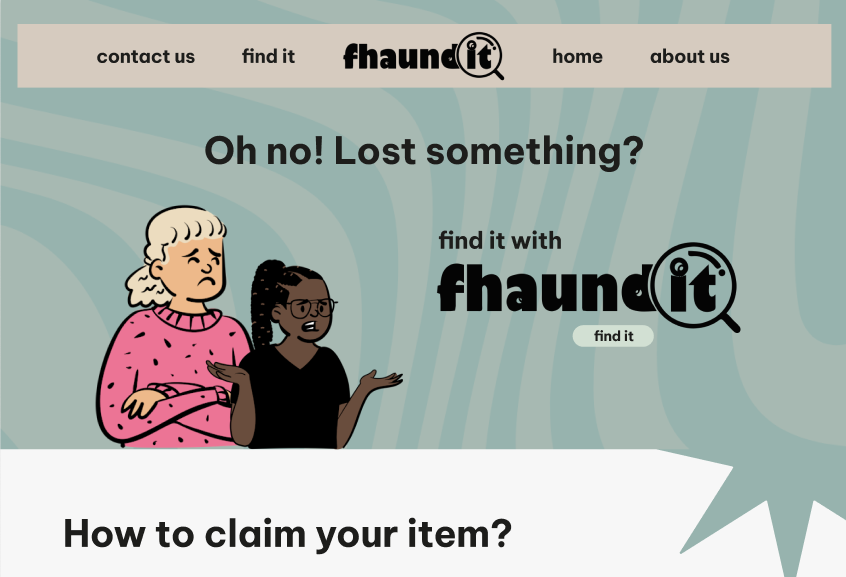 contact us find it fhaundit home about us
Oh no! Lost something?
find it with
fhaundit
find it
How to claim your item?